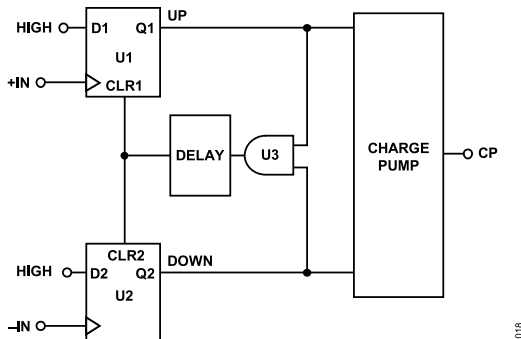 UP
HIGH D1 Q1
U1
+IN
CLR1
DELAY
U3
CHARGE
PUMP
CP
CLR2
HIGH D2 Q2 DOWN
U2
–IN
018